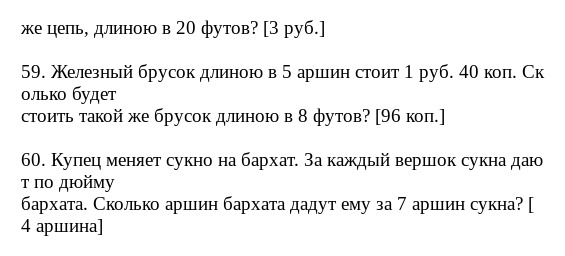 же цепь, длиною в 20 футов? [3 руб.]
59. Железный брусок длиною в 5 аршин стоит 1 руб. 40 коп. Ск
олько будет
стоить такой же брусок длиною в 8 футов? [96 коп.]
60. Купец меняет сукно на бархат. За каждый вершок сукна даю
т по дюйму
бархата. Сколько аршин бархата дадут ему за 7 аршин сукна? [
4 аршина]